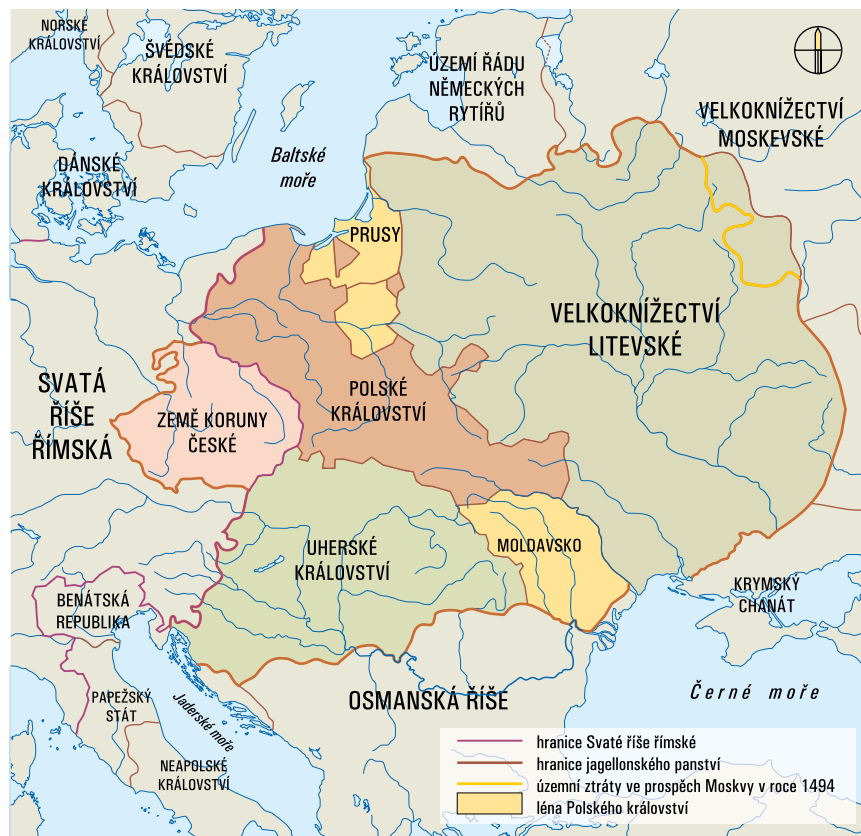 NORSKÉ
KRÁLOVSTVÍ
ŠVÉDSKÉ
KRÁLOVSTVÍ
ÚZEMÍ ŘÁDU
NĚMECKÝCH
RYTÍŘŮ
VELKOKNÍŽECTVÍ
MOSKEVSKÉ
DÁNSKÉ
KRÁLOVSTVÍ
Baltské
moře
PRUSY
VELKOKNÍŽECTVÍ
LITEVSKÉ
SVATÁ
ŘÍŠE
ŘÍMSKÁ
ZEMĚ KORUNY
ČESKÉ
POLSKÉ
KRÁLOVSTVÍ
UHERSKÉ
KRÁLOVSTVÍ
MOLDAVSKO
BENÁTSKÁ
REPUBLIKA
KRYMSKÝ
CHANÁT
PAPEŽSKÝ
STÁT
Jaderské moře
OSMANSKÁ ŘÍŠE
Černé moře
NEAPOLSKÉ
KRÁLOVSTVÍ
hranice Svaté říše římské
hranice jagellonského panství
územní ztráty ve prospěch Moskvy v roce 1494
léna Polského království